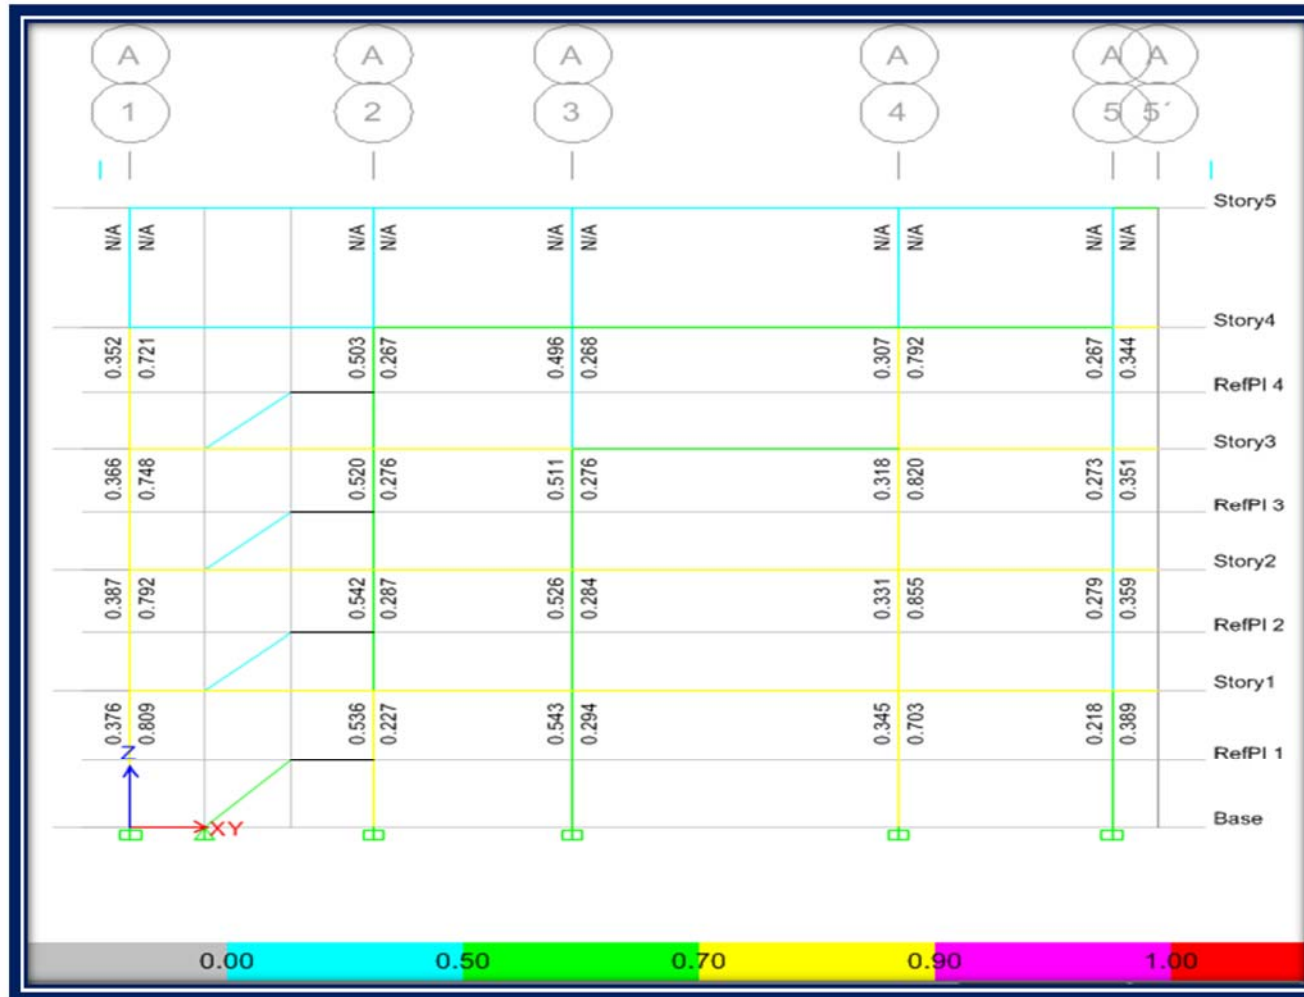 A A A A A A
1 2 3 4 5 5´
Story5
N/A N/A N/A N/A N/A N/A N/A N/A N/A N/A
Story4
0.352 0.721 0.503 0.267 0.496 0.268 0.307 0.792 0.267 0.344
RefPl 4
Story3
0.366 0.748 0.520 0.276 0.511 0.276 0.318 0.820 0.273 0.351
RefPl 3
Story2
0.387 0.792 0.542 0.287 0.526 0.284 0.331 0.855 0.279 0.359
RefPl 2
Story1
0.376 0.809 0.536 0.227 0.543 0.294 0.345 0.703 0.218 0.389
Z
RefPl 1
XY
Base
0.00 0.50 0.70 0.90 1.00